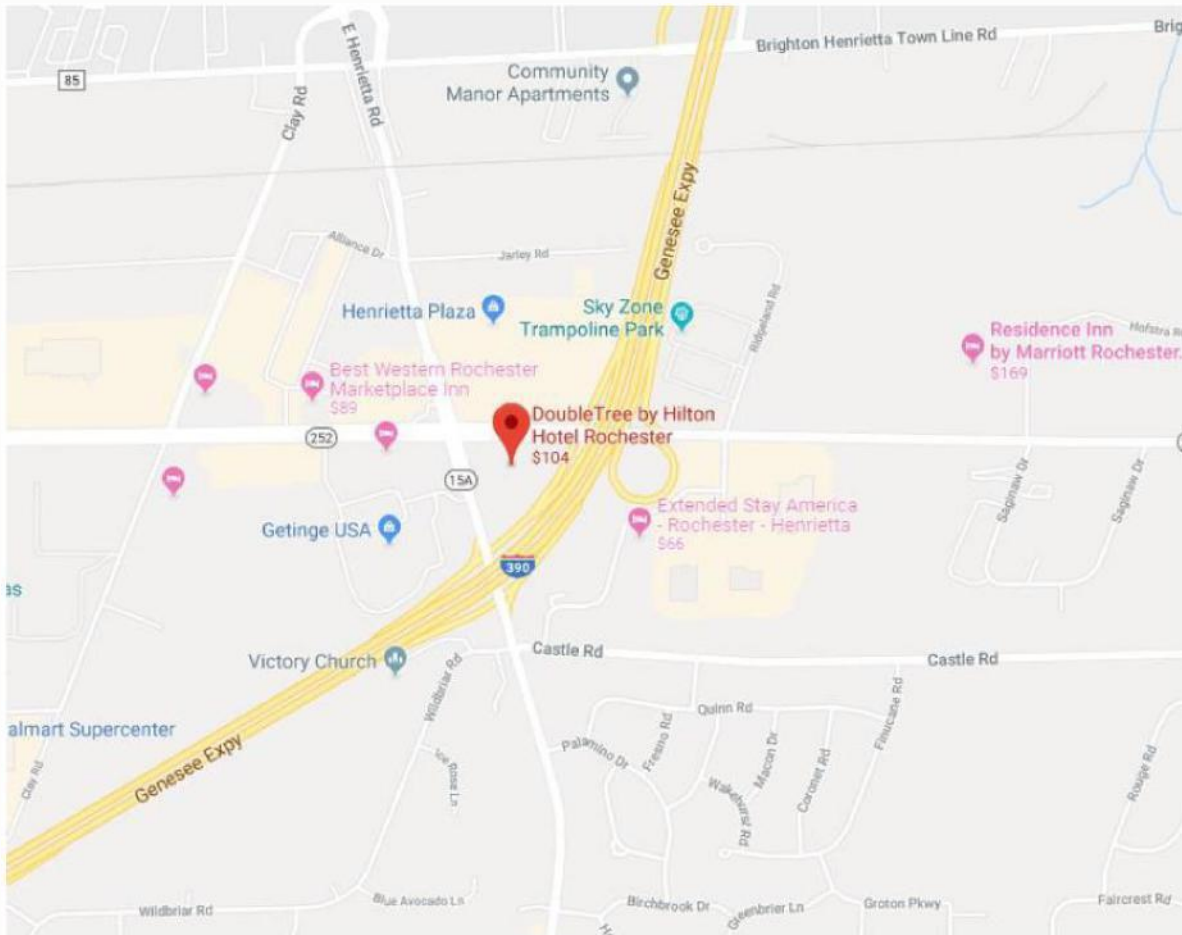 Brighton Henrietta Town Line Rd
Brig
E Henrietta Rd
85
Community
Manor Apartments
Clay Rd
Genesee Expy
Alliance Dr
Jarley Rd
Henrietta Plaza
Sky Zone
Trampoline Park
Ridgeland Rd
Residence Inn
by Marriott Rochester.
$169
Hofstra Rd
Best Western Rochester
Marketplace Inn
$89
DoubleTree by Hilton
Hotel Rochester
$104
252
15A
Saginaw Dr
Saginaw Dr
Extended Stay America
- Rochester - Henrietta
$66
Getinge USA
390
as
Castle Rd
Castle Rd
Victory Church
Wildbriar Rd
Quinn Rd
Finucane Rd
almart Supercenter
Palamino Dr
Fresno Rd
Macon Dr
Coronet Rd
Rouge Rd
Clay Rd
Genesee Expy
Ice Rose Ln
Wakehurst Rd
Blue Avocado Ln
Wildbriar Rd
Birchbrook Dr
Greenbrier Ln
Groton Pkwy
Faircrest Rd